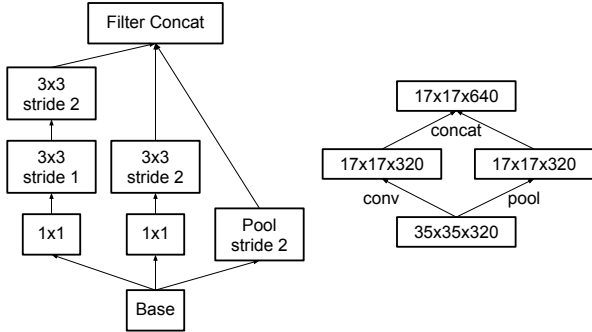 Filter Concat
3x3
stride 2
3x3
stride 1
3x3
stride 2
1x1
1x1
Pool
stride 2
Base
17x17x640
concat
17x17x320
17x17x320
conv
pool
35x35x320